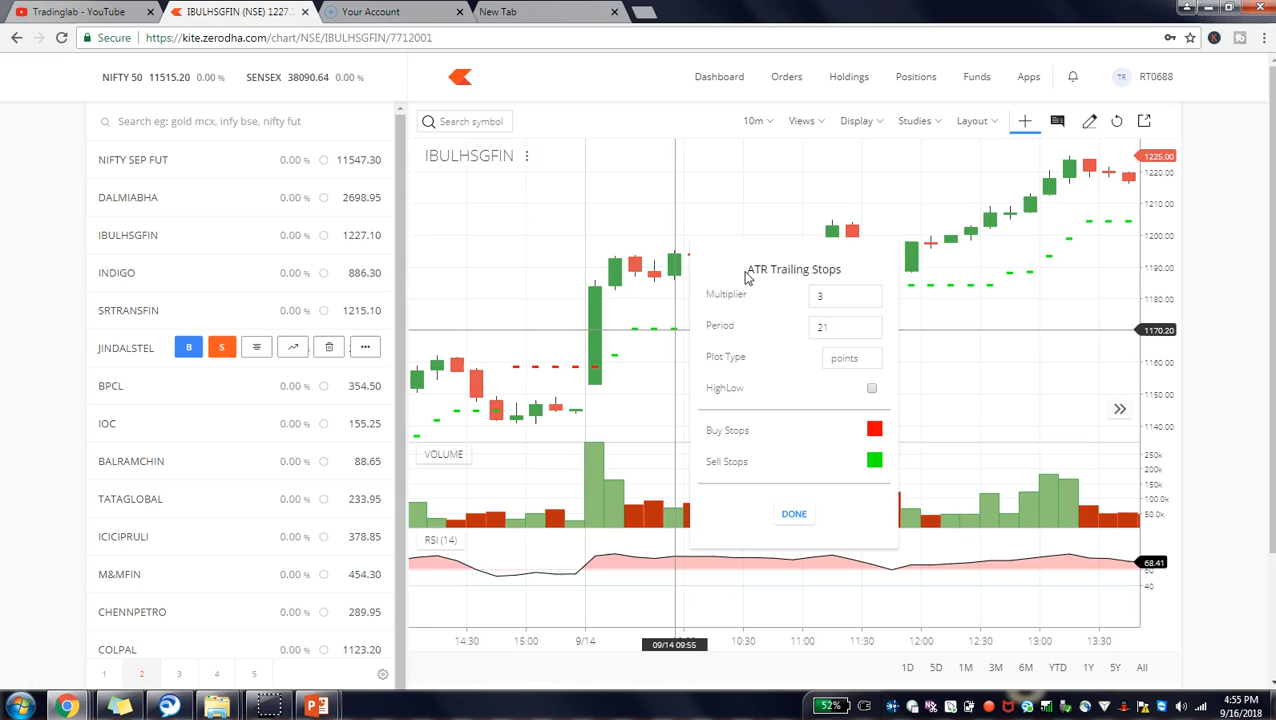 Tradinglab - YouTube
IBULHSGFIN (NSE) 1227.1
Your Account
New Tab
Secure
https://kite.zerodha.com/chart/NSE/IBULHSGFIN/7712001
NIFTY 50 11515.20 0.00 %
SENSEX 38090.64 0.00 %
Dashboard
Orders
Holdings
Positions
Funds
Apps
TR
RT0688
Search eg: gold mcx, infy bse, nifty fut
NIFTY SEP FUT 0.00 % 11547.30
DALMIABHA 0.00 % 2698.95
IBULHSGFIN 0.00 % 1227.10
INDIGO 0.00 % 886.30
SRTRANSFIN 0.00 % 1215.10
JINDALSTEL B S
BPCL 0.00 % 354.50
IOC 0.00 % 155.25
BALRAMCHIN 0.00 % 88.65
TATAGLOBAL 0.00 % 233.95
ICICIPRULI 0.00 % 378.85
M&MFIN 0.00 % 454.30
CHENNPETRO 0.00 % 289.95
COLPAL 0.00 % 1123.20
1 2 3 4 5
Search symbol
10m
Views
Display
Studies
Layout
IBULHSGFIN
1225.00
1220.00
1210.00
1200.00
1190.00
1180.00
1170.20
1160.00
1150.00
1140.00
ATR Trailing Stops
Multiplier 3
Period 21
Plot Type points
HighLow
Buy Stops
Sell Stops
DONE
VOLUME
250k
200k
150k
100.0k
50.0k
RSI (14)
68.41
40
14:30 15:00 9/14 10:30 11:00 11:30 12:00 12:30 13:00 13:30
09/14 09:55
1D 5D 1M 3M 6M YTD 1Y 5Y All
52%
4:55 PM
9/16/2018